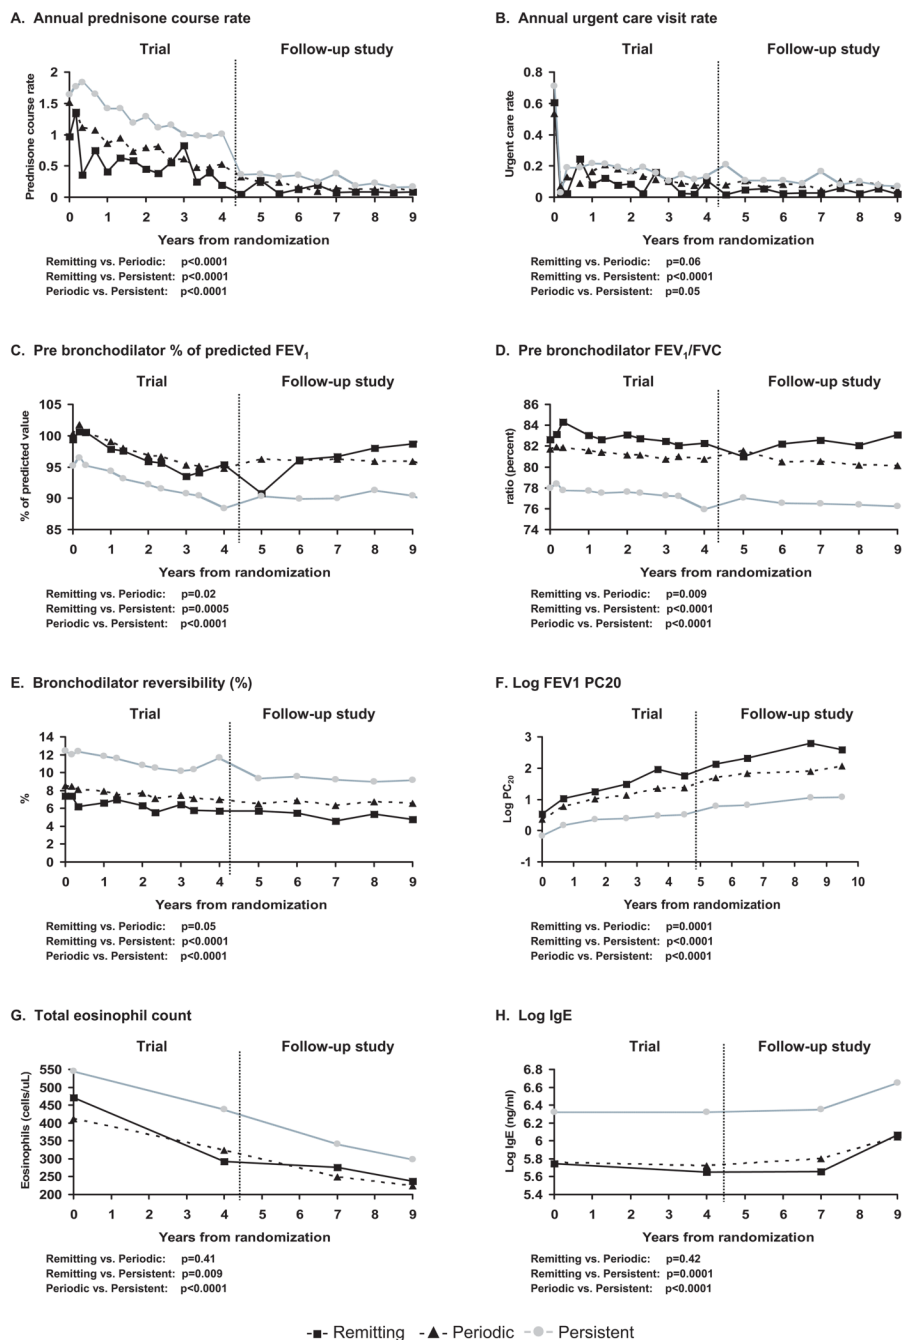 A. Annual prednisone course rate
Trial
Follow-up study
Prednisone course rate
2
1.5
1
0.5
0
0 1 2 3 4 5 6 7 8 9
Years from randomization
Remitting vs. Periodic: p<0.0001
Remitting vs. Persistent: p<0.0001
Periodic vs. Persistent: p<0.0001
B. Annual urgent care visit rate
Trial
Follow-up study
Urgent care rate
0.8
0.6
0.4
0.2
0
0 1 2 3 4 5 6 7 8 9
Years from randomization
Remitting vs. Periodic: p=0.06
Remitting vs. Persistent: p<0.0001
Periodic vs. Persistent: p=0.05
C. Pre bronchodilator % of predicted FEV1
Trial
Follow-up study
% of predicted value
105
100
95
90
85
0 1 2 3 4 5 6 7 8 9
Years from randomization
Remitting vs. Periodic: p=0.02
Remitting vs. Persistent: p=0.0005
Periodic vs. Persistent: p<0.0001
D. Pre bronchodilator FEV1/FVC
Trial
Follow-up study
ratio (percent)
86
84
82
80
78
76
74
0 1 2 3 4 5 6 7 8 9
Years from randomization
Remitting vs. Periodic: p=0.009
Remitting vs. Persistent: p<0.0001
Periodic vs. Persistent: p<0.0001
E. Bronchodilator reversibility (%)
Trial
Follow-up study
%
14
12
10
8
6
4
2
0
0 1 2 3 4 5 6 7 8 9
Years from randomization
Remitting vs. Periodic: p=0.05
Remitting vs. Persistent: p<0.0001
Periodic vs. Persistent: p<0.0001
F. Log FEV1 PC20
Trial
Follow-up study
Log PC20
3
2
1
0
-1
0 1 2 3 4 5 6 7 8 9 10
Years from randomization
Remitting vs. Periodic: p=0.0001
Remitting vs. Persistent: p<0.0001
Periodic vs. Persistent: p<0.0001
G. Total eosinophil count
Trial
Follow-up study
Eosinophils (cells/uL)
550
500
450
400
350
300
250
200
0 1 2 3 4 5 6 7 8 9
Years from randomization
Remitting vs. Periodic: p=0.41
Remitting vs. Persistent: p=0.009
Periodic vs. Persistent: p<0.0001
H. Log IgE
Trial
Follow-up study
Log IgE (ng/ml)
6.8
6.6
6.4
6.2
6
5.8
5.6
5.4
0 1 2 3 4 5 6 7 8 9
Years from randomization
Remitting vs. Periodic: p=0.42
Remitting vs. Persistent: p=0.0001
Periodic vs. Persistent: p<0.0001
Remitting Periodic Persistent